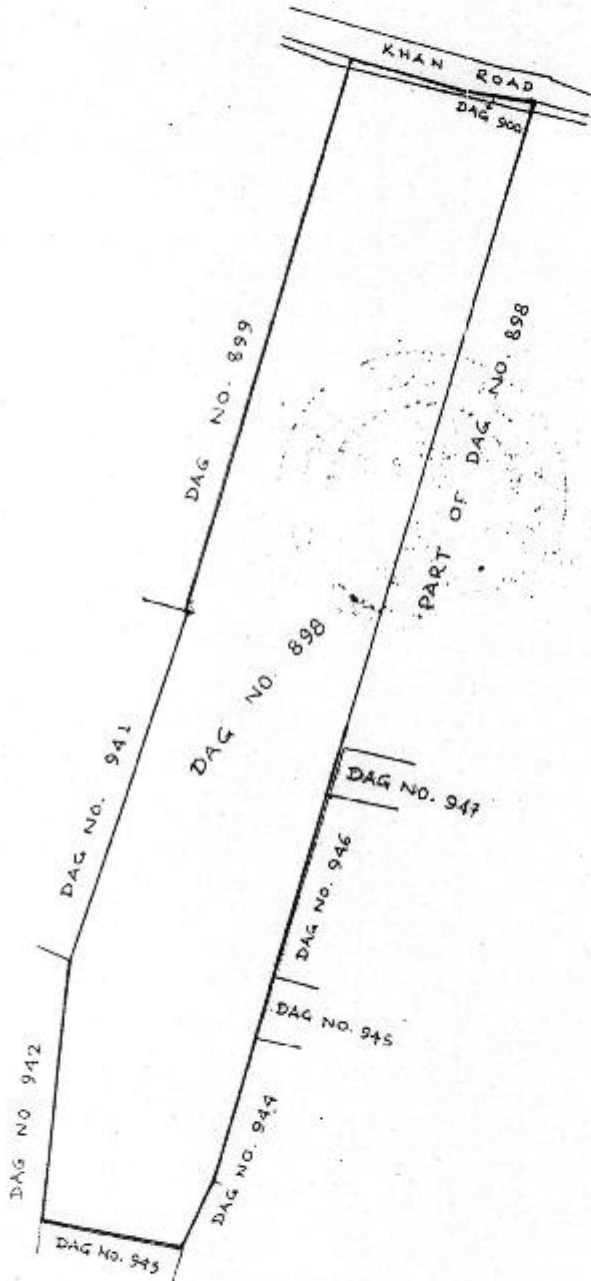 KHAN ROAD
DAG 900
DAG NO. 899
PART OF DAG NO. 898
DAG NO. 898
DAG NO. 941
DAG NO. 947
DAG NO. 946
DAG NO. 945
DAG NO 942
DAG NO. 944
DAG NO. 943